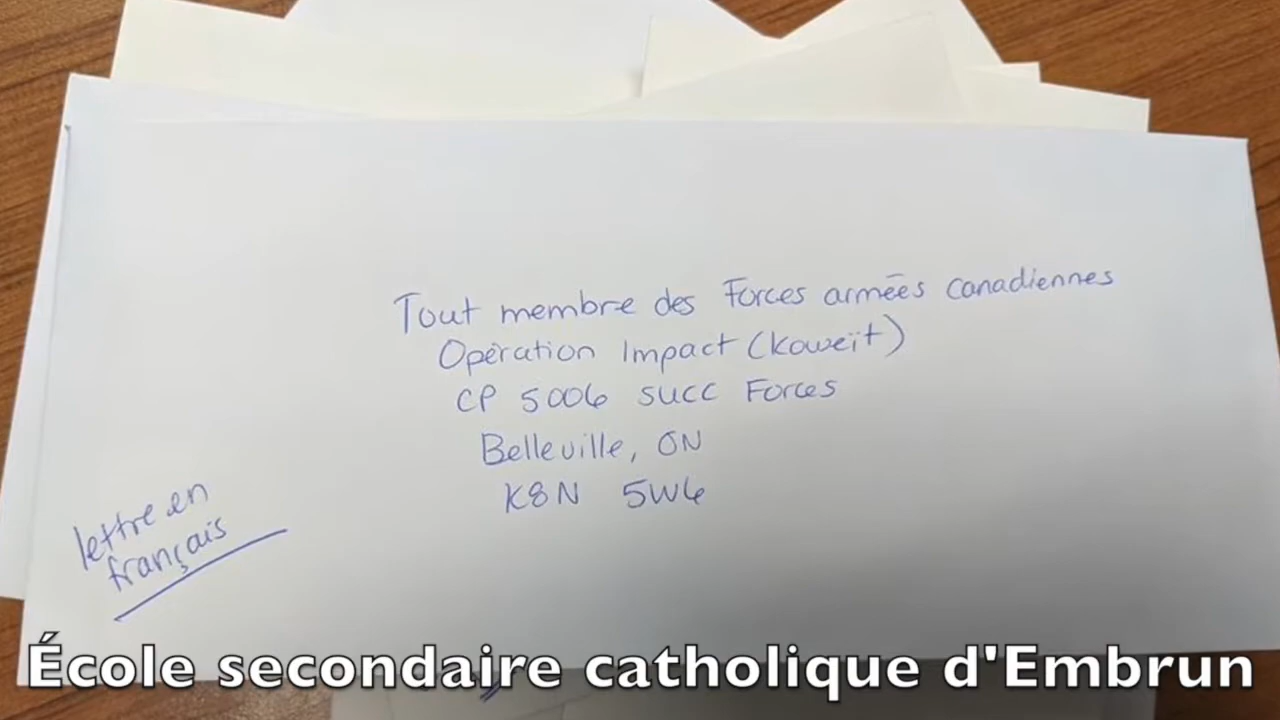 Tout membre des Forces armées canadiennes
Opération Impact (Koweït)
CP 5006 succ Forces
Belleville, ON
K8N 5W6
lettre en
français
École secondaire catholique d'Embrun